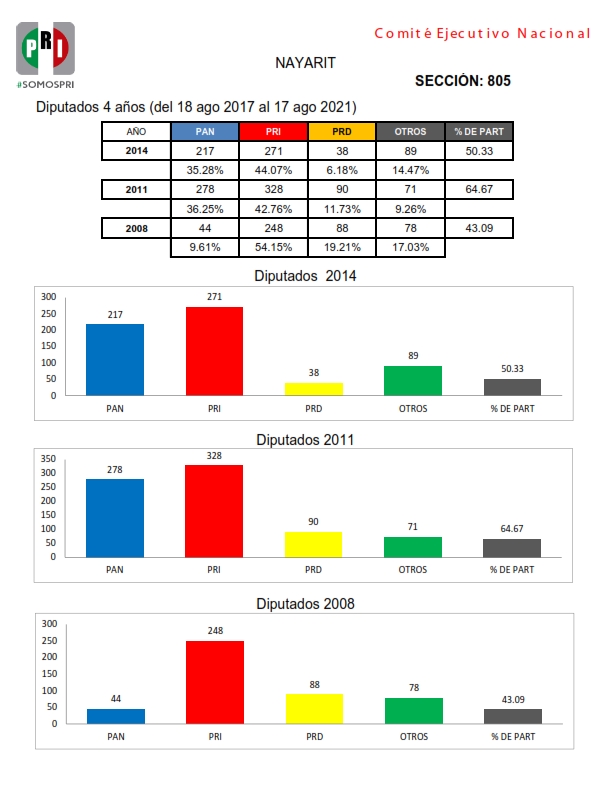 Comité Ejecutivo Nacional
PRI
#SOMOSPRI
NAYARIT
SECCIÓN: 805
Diputados 4 años (del 18 ago 2017 al 17 ago 2021)
AÑO PAN PRI PRD OTROS % DE PART
2014 217 271 38 89 50.33
35.28% 44.07% 6.18% 14.47%
2011 278 328 90 71 64.67
36.25% 42.76% 11.73% 9.26%
2008 44 248 88 78 43.09
9.61% 54.15% 19.21% 17.03%
Diputados 2014
300
250
200
150
100
50
0
217 271 38 89 50.33
PAN PRI PRD OTROS % DE PART
Diputados 2011
350
300
250
200
150
100
50
0
278 328 90 71 64.67
PAN PRI PRD OTROS % DE PART
Diputados 2008
300
250
200
150
100
50
0
44 248 88 78 43.09
PAN PRI PRD OTROS % DE PART